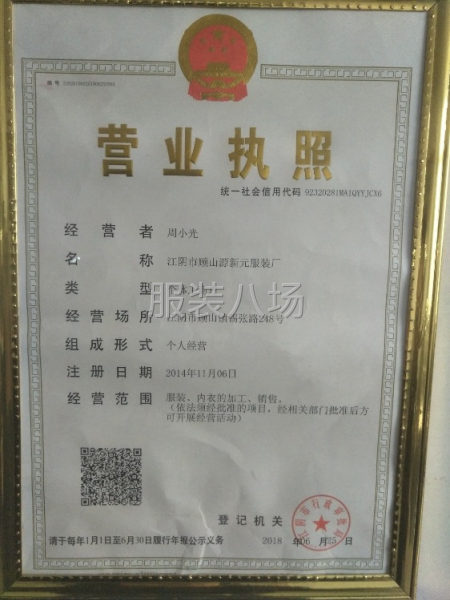 营业执照
统一社会信用代码 92320281MA1QYYJCX6
经营者 周小光
名称 江阴市顾山源新元服装厂
类型
经营场所
组成形式 个人经营
注册日期 2014年11月06日
经营范围 服装、内衣的加工、销售。
(依法须经批准的项目，经相关部门批准后方
可开展经营活动)
服装八场
登记机关
请于每年1月1日至6月30日履行年报公示义务
2018 年